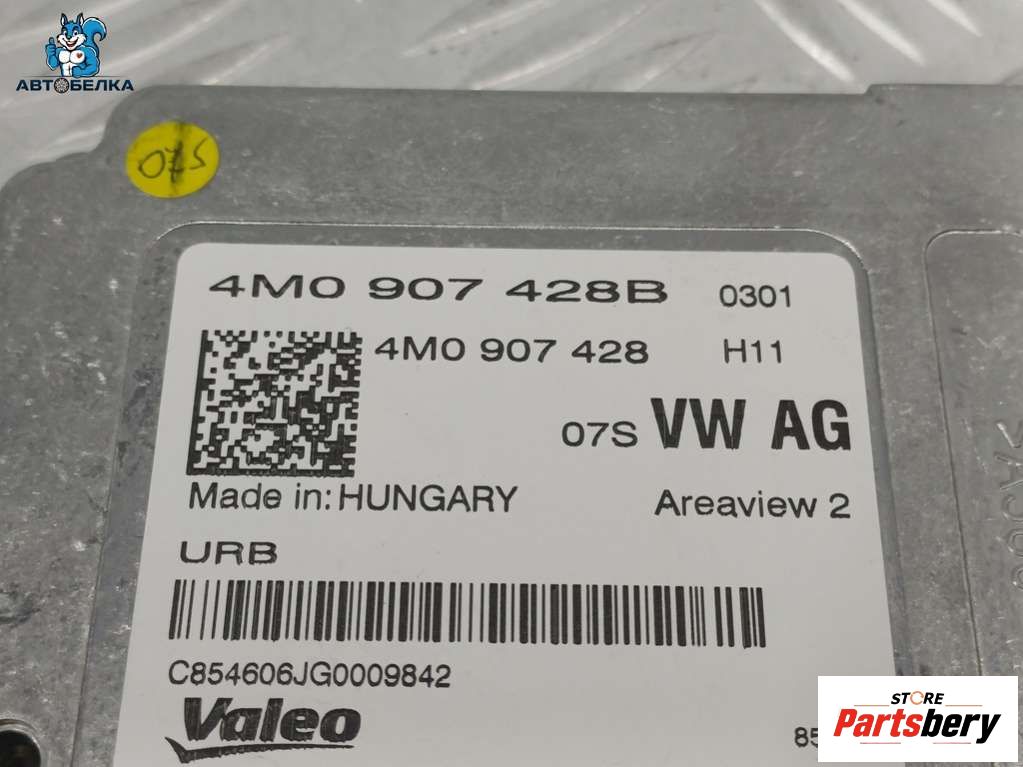 АВТОБЕЛКА
07S
4M0 907 428B 0301
4M0 907 428 H11
07S VW AG
Made in: HUNGARY Areaview 2
URB
C854606JG0009842
Valeo
85
STORE
Partsbery